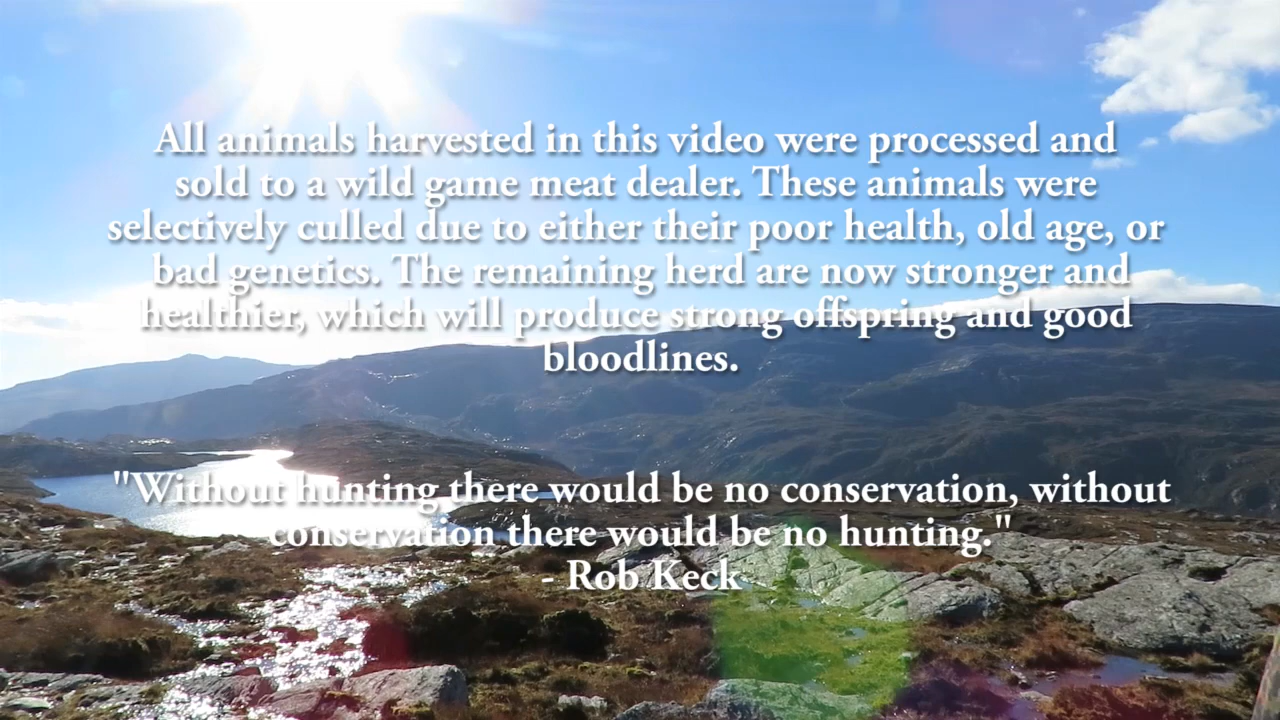 All animals harvested in this video were processed and
sold to a wild game meat dealer. These animals were
selectively culled due to either their poor health, old age, or
bad genetics. The remaining herd are now stronger and
healthier, which will produce strong offspring and good
bloodlines.
"Without hunting there would be no conservation, without
conservation there would be no hunting."
- Rob Keck